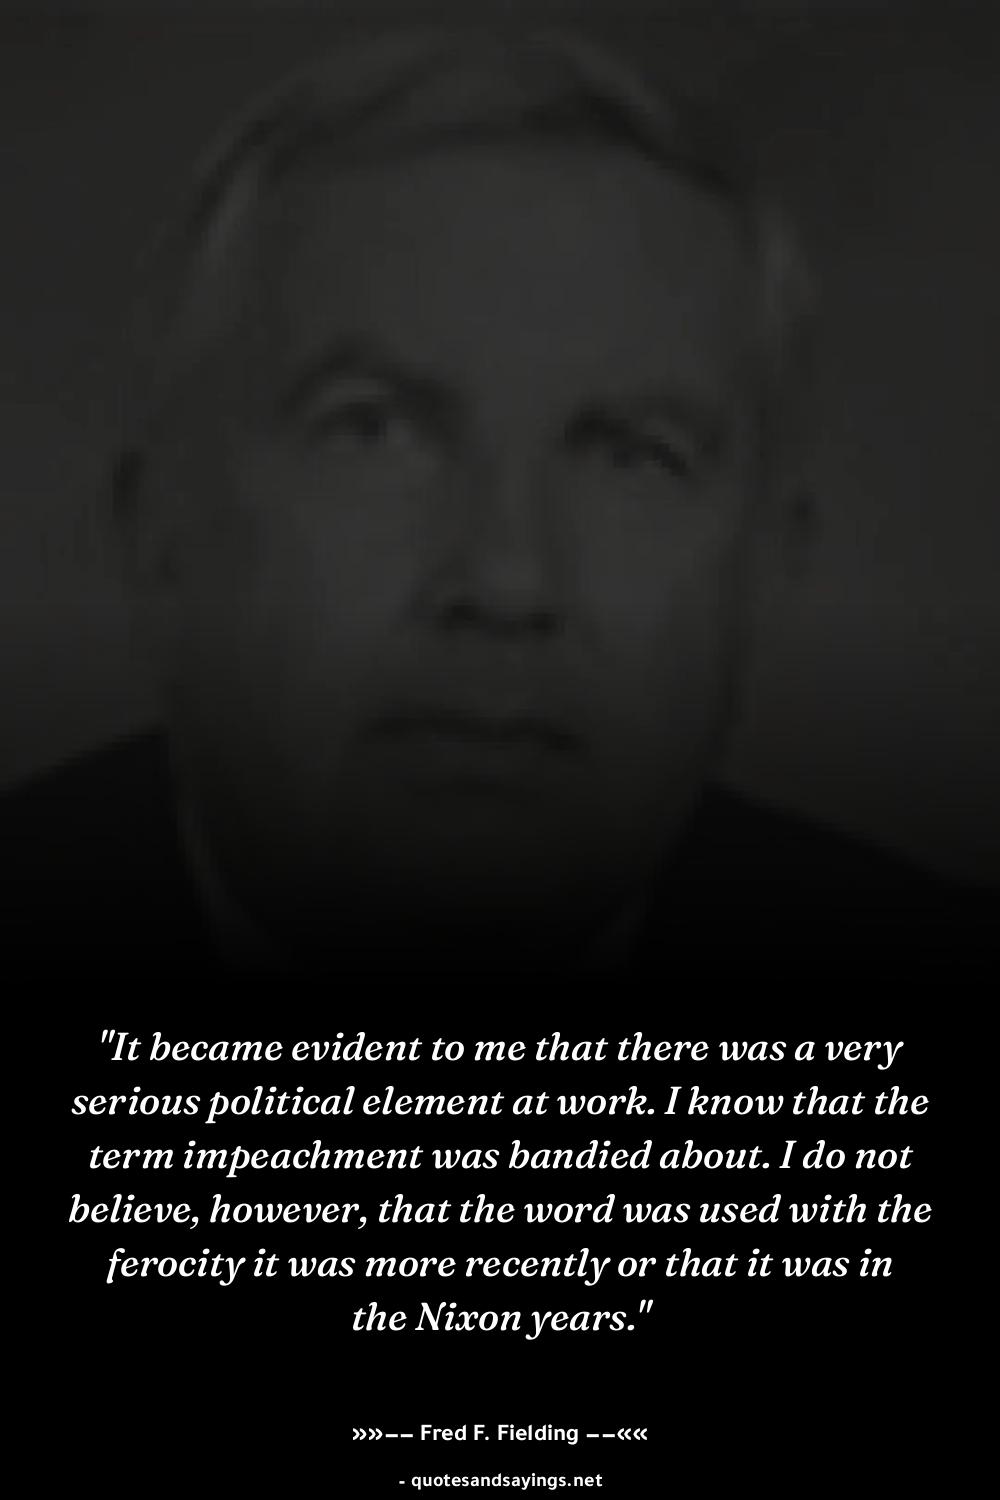 "It became evident to me that there was a very
serious political element at work. I know that the
term impeachment was bandied about. I do not
believe, however, that the word was used with the
ferocity it was more recently or that it was in
the Nixon years."
»»–– Fred F. Fielding ––««
- quotesandsayings.net